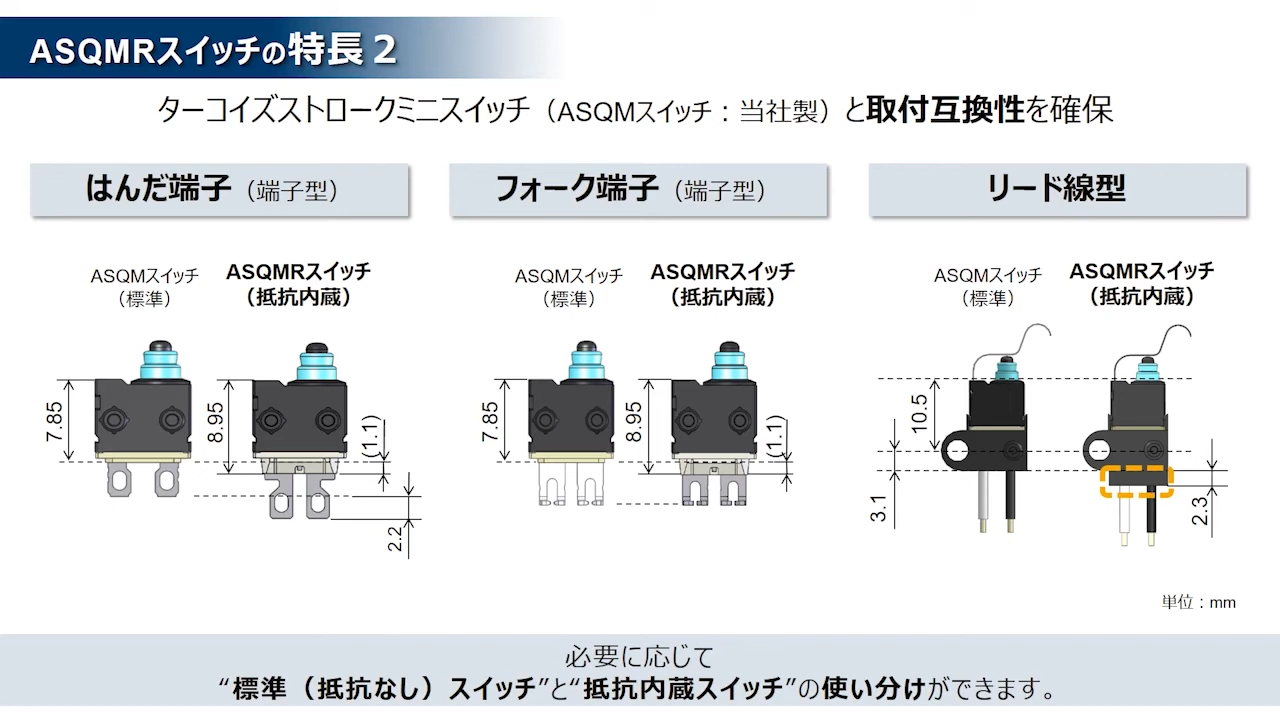 ASQMRスイッチの特長２
ターコイズストロークミニスイッチ（ASQMスイッチ：当社製）と取付互換性を確保
はんだ端子（端子型）
フォーク端子（端子型）
リード線型
ASQMスイッチ
（標準）
ASQMRスイッチ
（抵抗内蔵）
ASQMスイッチ
（標準）
ASQMRスイッチ
（抵抗内蔵）
ASQMスイッチ
（標準）
ASQMRスイッチ
（抵抗内蔵）
7.85
8.95
(1.1)
2.2
7.85
8.95
(1.1)
10.5
3.1
2.3
単位：mm
必要に応じて
“標準（抵抗なし）スイッチ”と“抵抗内蔵スイッチ”の使い分けができます。